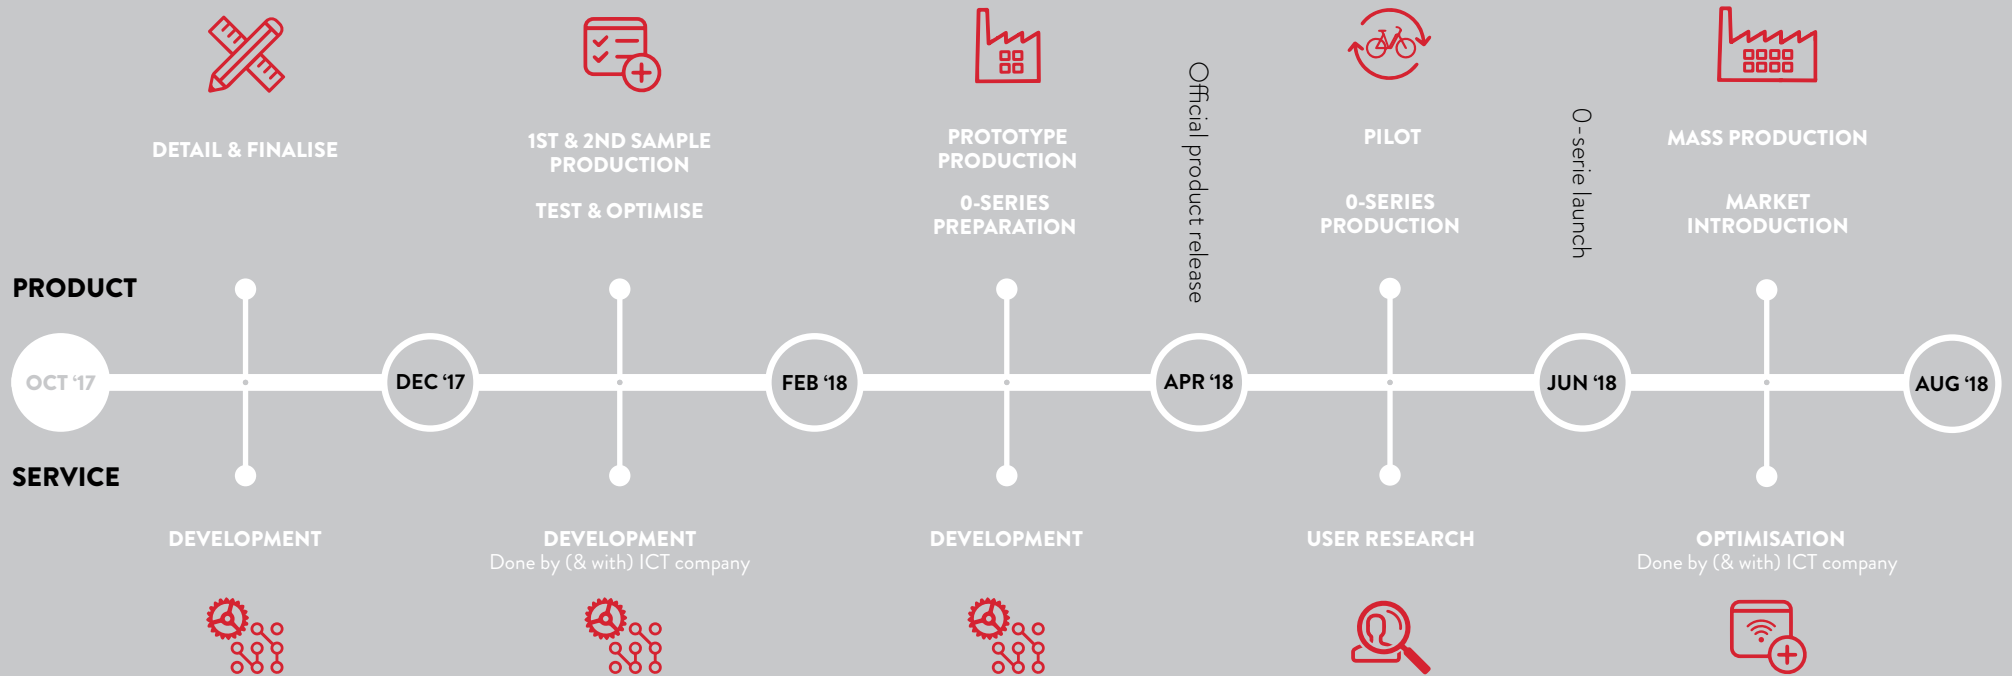 DETAIL & FINALISE
1ST & 2ND SAMPLE
PRODUCTION
TEST & OPTIMISE
PROTOTYPE
PRODUCTION
0-SERIES
PREPARATION
Official product release
PILOT
0-SERIES
PRODUCTION
0-serie launch
MASS PRODUCTION
MARKET
INTRODUCTION
PRODUCT
OCT ‘17
DEC ‘17
FEB ‘18
APR ‘18
JUN ‘18
AUG ‘18
SERVICE
DEVELOPMENT
DEVELOPMENT
Done by (& with) ICT company
DEVELOPMENT
USER RESEARCH
OPTIMISATION
Done by (& with) ICT company